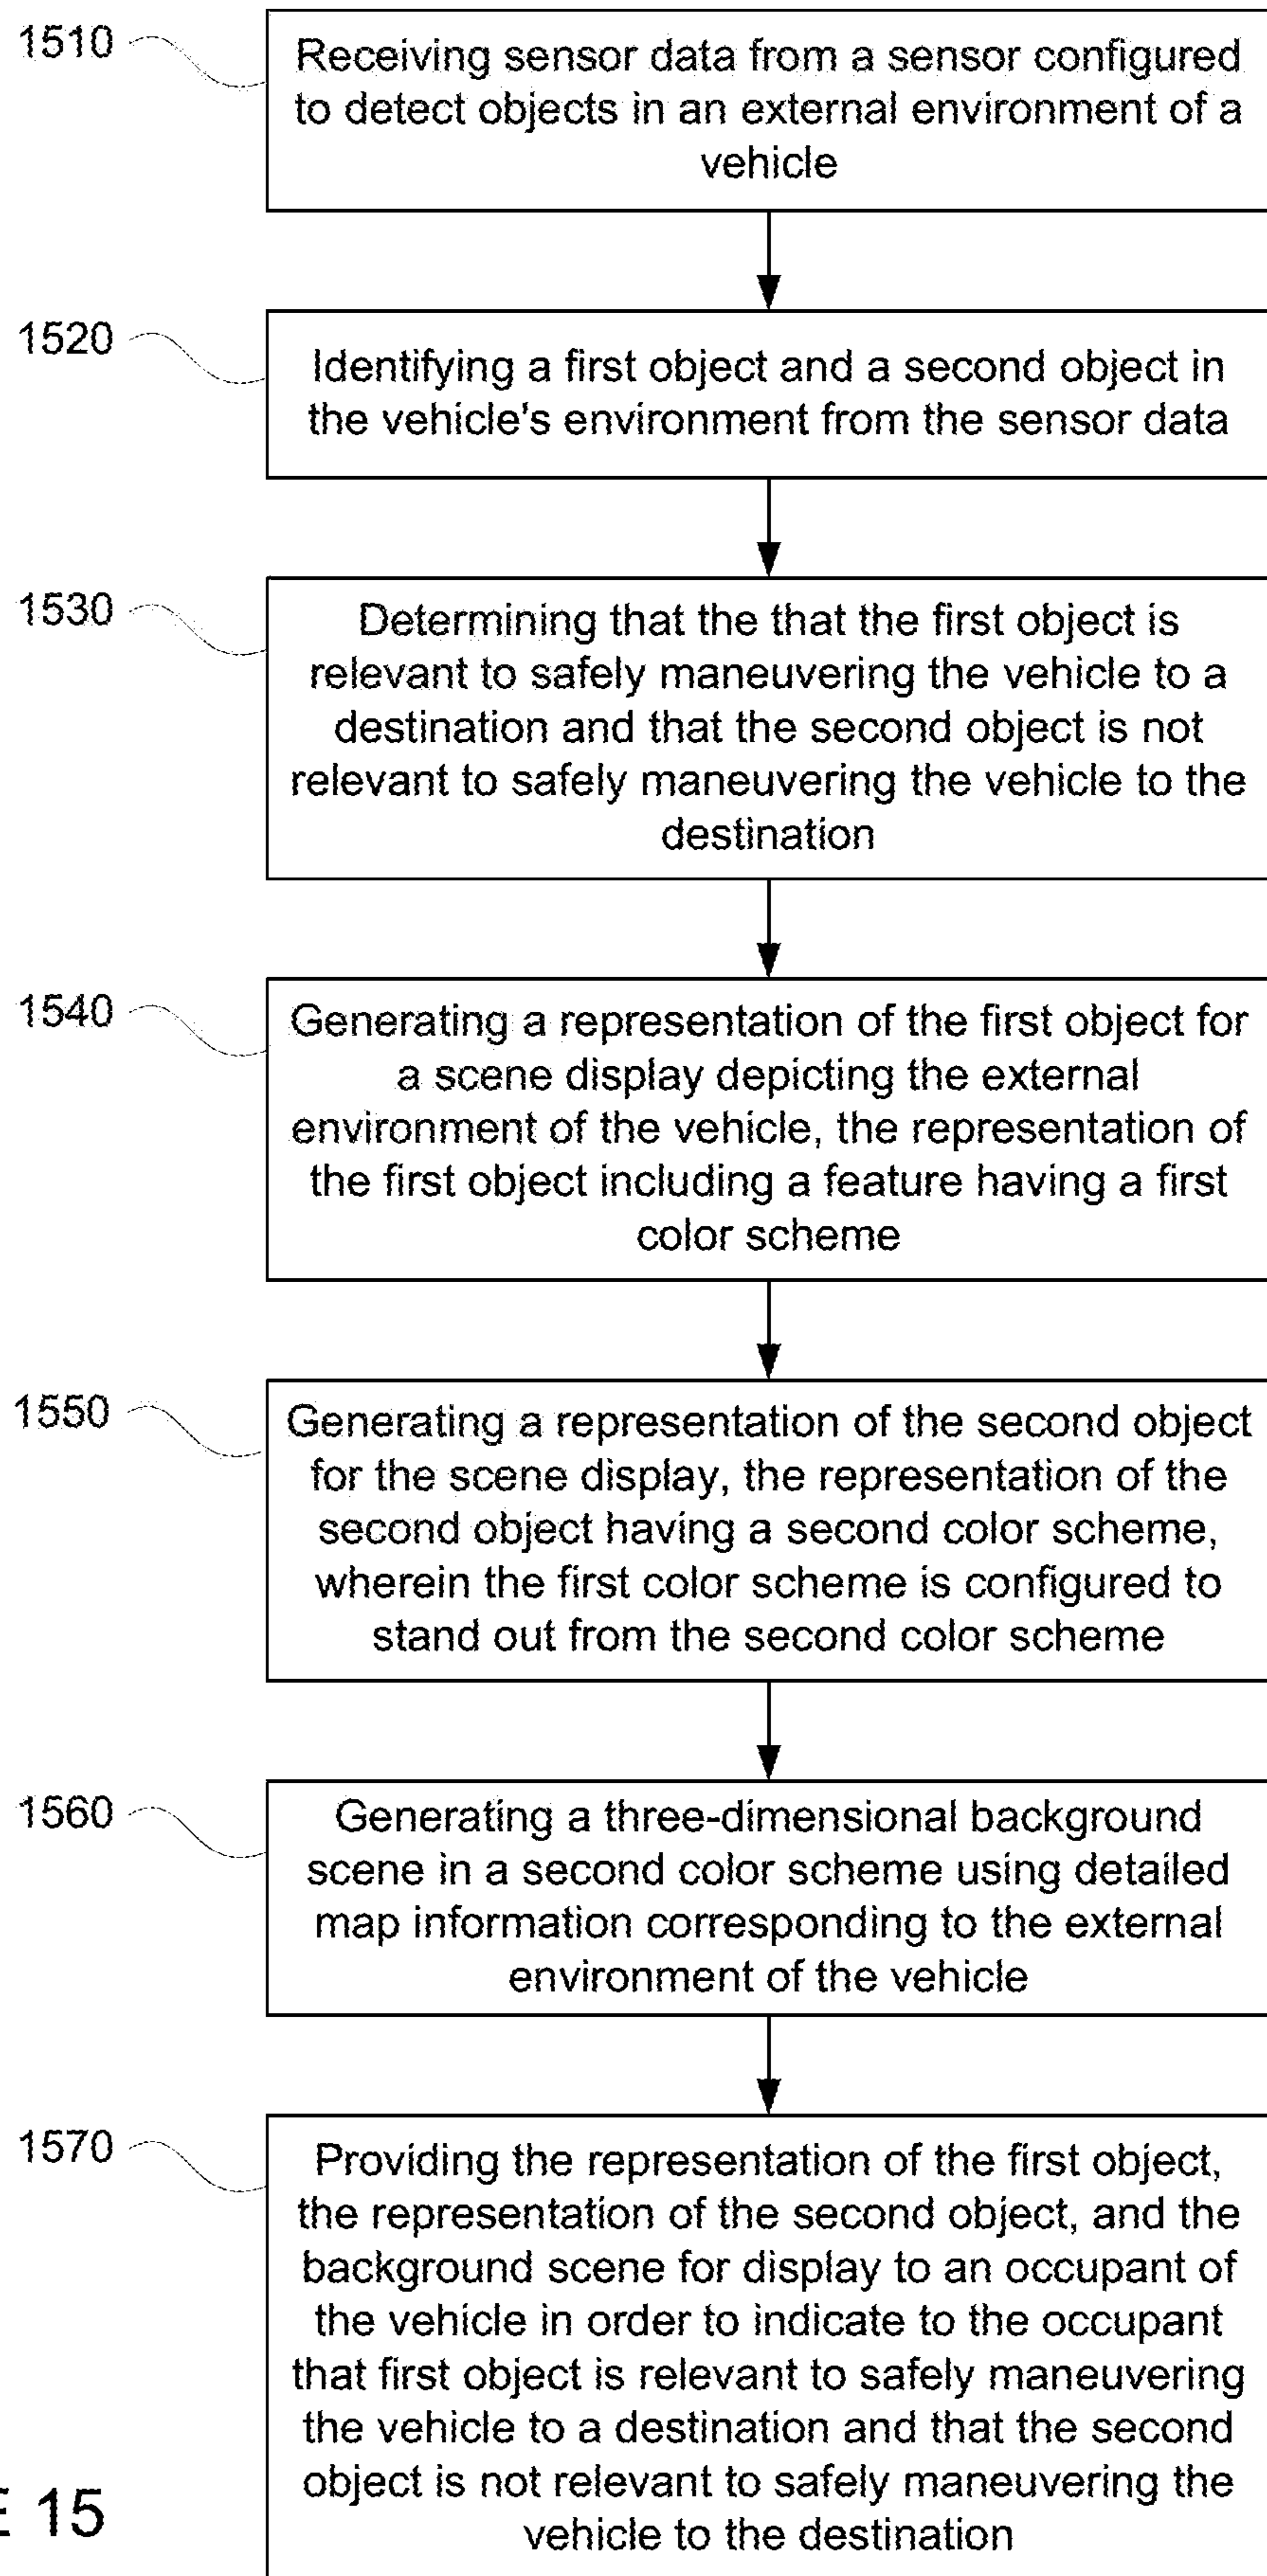 1510
Receiving sensor data from a sensor configured
to detect objects in an external environment of a
vehicle
1520
Identifying a first object and a second object in
the vehicle's environment from the sensor data
1530
Determining that the that the first object is
relevant to safely maneuvering the vehicle to a
destination and that the second object is not
relevant to safely maneuvering the vehicle to the
destination
1540
Generating a representation of the first object for
a scene display depicting the external
environment of the vehicle, the representation of
the first object including a feature having a first
color scheme
1550
Generating a representation of the second object
for the scene display, the representation of the
second object having a second color scheme,
wherein the first color scheme is configured to
stand out from the second color scheme
1560
Generating a three-dimensional background
scene in a second color scheme using detailed
map information corresponding to the external
environment of the vehicle
1570
Providing the representation of the first object,
the representation of the second object, and the
background scene for display to an occupant of
the vehicle in order to indicate to the occupant
that first object is relevant to safely maneuvering
the vehicle to a destination and that the second
object is not relevant to safely maneuvering the
vehicle to the destination
E 15